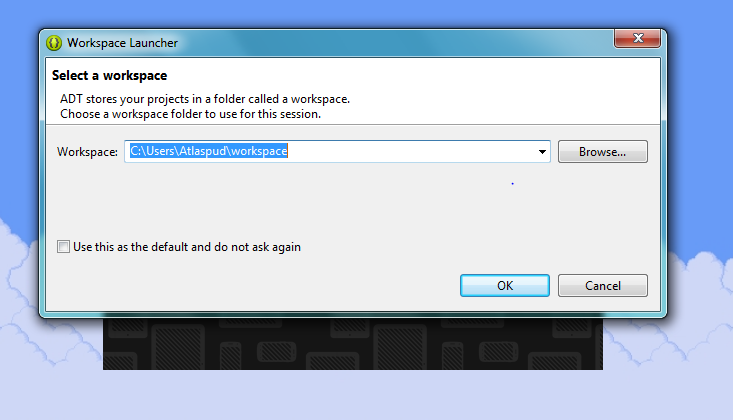 Workspace Launcher
Select a workspace
ADT stores your projects in a folder called a workspace.
Choose a workspace folder to use for this session.
Workspace: C:\Users\Atlaspud\workspace Browse...
Use this as the default and do not ask again
OK Cancel